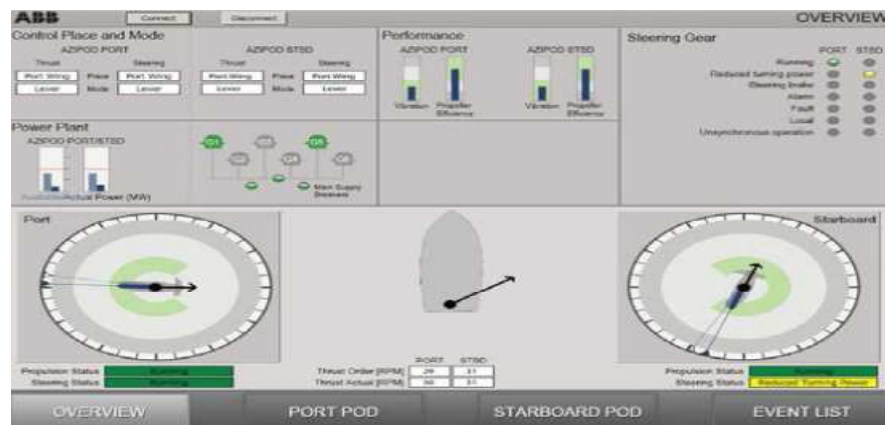 ABB
Connect
Disconnect
OVERVIEW
Control Place and Mode
AZIPOD PORT
AZIPOD STBD
Thrust
Steering
Thrust
Steering
Port Wing
Place
Port Wing
Port Wing
Place
Port Wing
Lever
Mode
Lever
Lever
Mode
Lever
Performance
AZIPOD PORT
AZIPOD STBD
Vibration
Propeller Efficiency
Vibration
Propeller Efficiency
Steering Gear
PORT STBD
Running
Reduced turning power
Steering brake
Alarm
Fault
Local
Unsynchronous operation
Power Plant
AZIPOD PORT/STBD
Available/Actual Power (MW)
Main Supply
Breakers
Port
Starboard
Propulsion Status
Running
Steering Status
Running
PORT STBD
Thrust Order [RPM] 29 31
Thrust Actual [RPM] 31
Propulsion Status
Running
Steering Status
Reduced Turning Power
OVERVIEW
PORT POD
STARBOARD POD
EVENT LIST